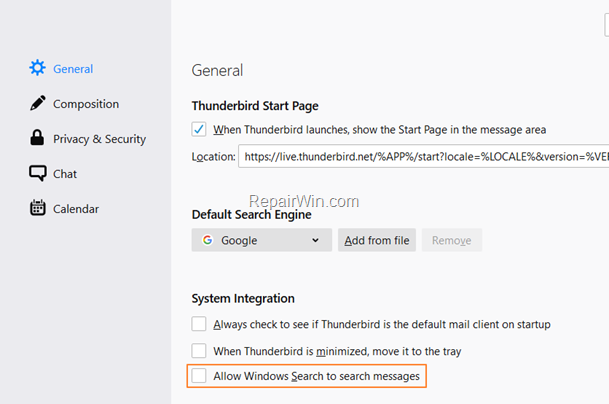 General
Composition
Privacy & Security
Chat
Calendar
General
Thunderbird Start Page
When Thunderbird launches, show the Start Page in the message area
Location: https://live.thunderbird.net/%APP%/start?locale=%LOCALE%&version=%VE
RepairWin.com
Default Search Engine
Google Add from file Remove
System Integration
Always check to see if Thunderbird is the default mail client on startup
When Thunderbird is minimized, move it to the tray
Allow Windows Search to search messages